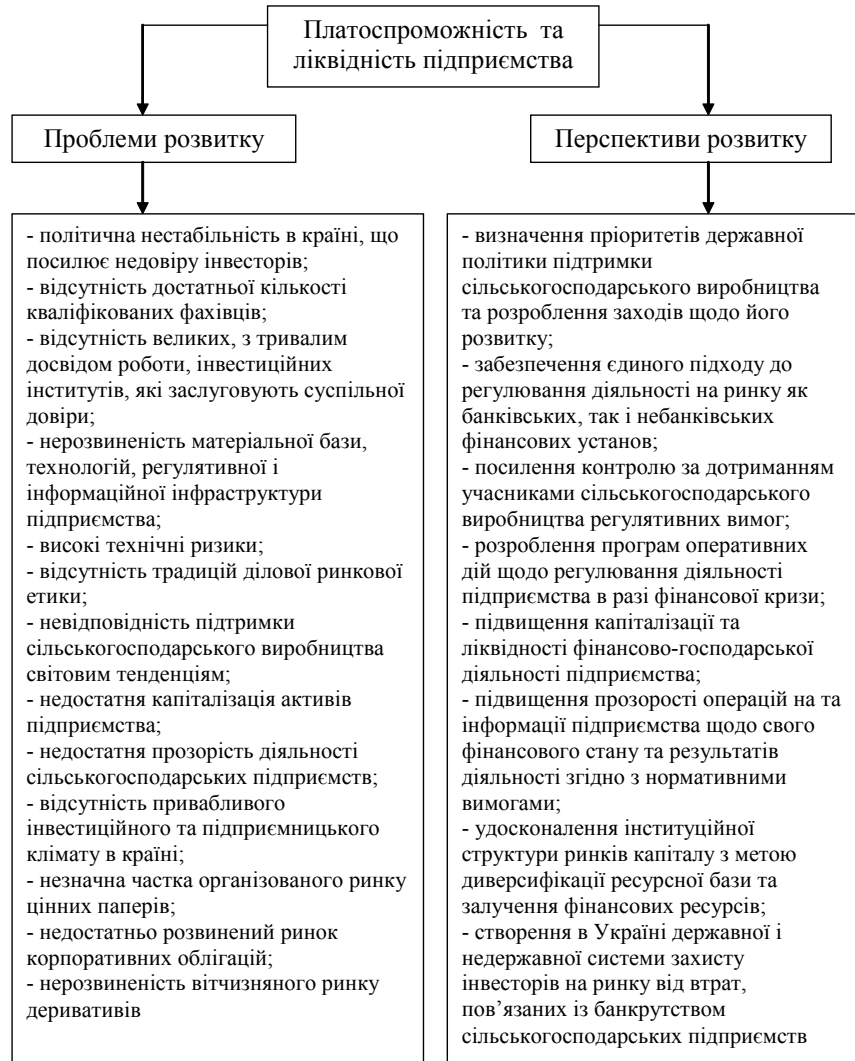 Платоспроможність та
ліквідність підприємства
Проблеми розвитку
Перспективи розвитку
- політична нестабільність в країні, що
посилює недовіру інвесторів;
- відсутність достатньої кількості
кваліфікованих фахівців;
- відсутність великих, з тривалим
досвідом роботи, інвестиційних
інститутів, які заслуговують суспільної
довіри;
- нерозвиненість матеріальної бази,
технологій, регулятивної і
інформаційної інфраструктури
підприємства;
- високі технічні ризики;
- відсутність традицій ділової ринкової
етики;
- невідповідність підтримки
сільськогосподарського виробництва
світовим тенденціям;
- недостатня капіталізація активів
підприємства;
- недостатня прозорість діяльності
сільськогосподарських підприємств;
- відсутність привабливого
інвестиційного та підприємницького
клімату в країні;
- незначна частка організованого ринку
цінних паперів;
- недостатньо розвинений ринок
корпоративних облігацій;
- нерозвиненість вітчизняного ринку
деривативів
- визначення пріоритетів державної
політики підтримки
сільськогосподарського виробництва
та розроблення заходів щодо його
розвитку;
- забезпечення єдиного підходу до
регулювання діяльності на ринку як
банківських, так і небанківських
фінансових установ;
- посилення контролю за дотриманням
учасниками сільськогосподарського
виробництва регулятивних вимог;
- розроблення програм оперативних
дій щодо регулювання діяльності
підприємства в разі фінансової кризи;
- підвищення капіталізації та
ліквідності фінансово-господарської
діяльності підприємства;
- підвищення прозорості операцій на та
інформації підприємства щодо свого
фінансового стану та результатів
діяльності згідно з нормативними
вимогами;
- удосконалення інституційної
структури ринків капіталу з метою
диверсифікації ресурсної бази та
залучення фінансових ресурсів;
- створення в Україні державної і
недержавної системи захисту
інвесторів на ринку від втрат,
пов’язаних із банкрутством
сільськогосподарських підприємств